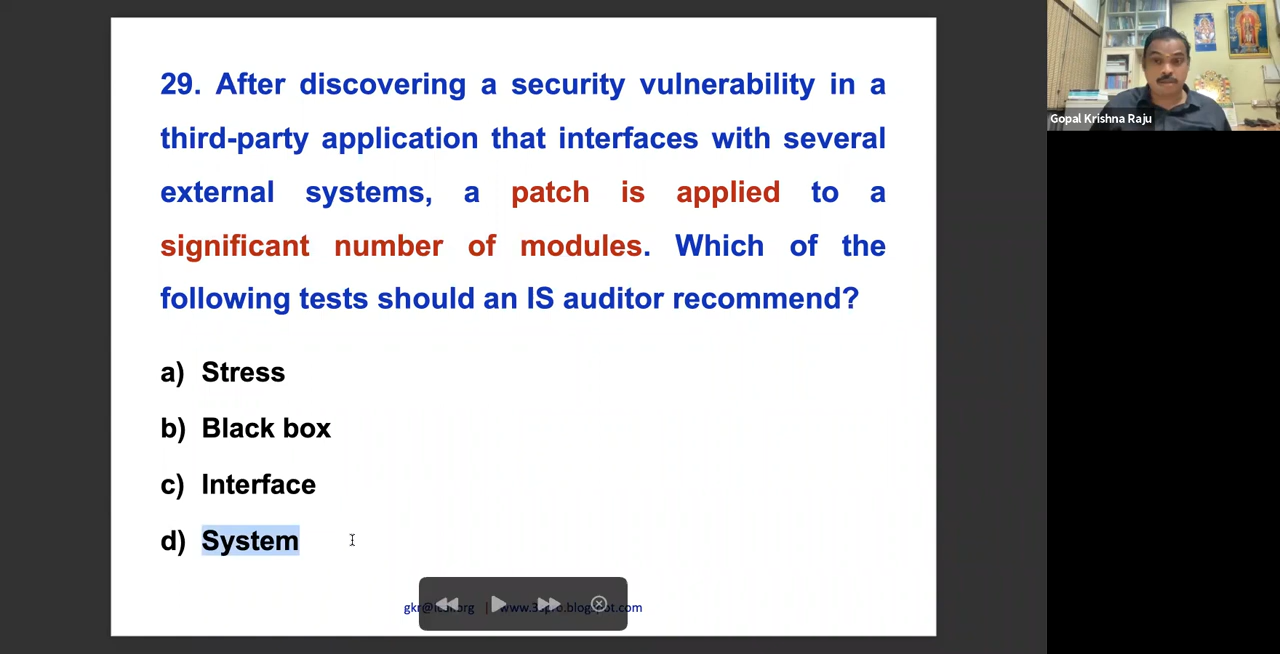 29. After discovering a security vulnerability in a
third-party application that interfaces with several
external systems, a patch is applied to a
significant number of modules. Which of the
following tests should an IS auditor recommend?
a) Stress
b) Black box
c) Interface
d) System
Gopal Krishna Raju